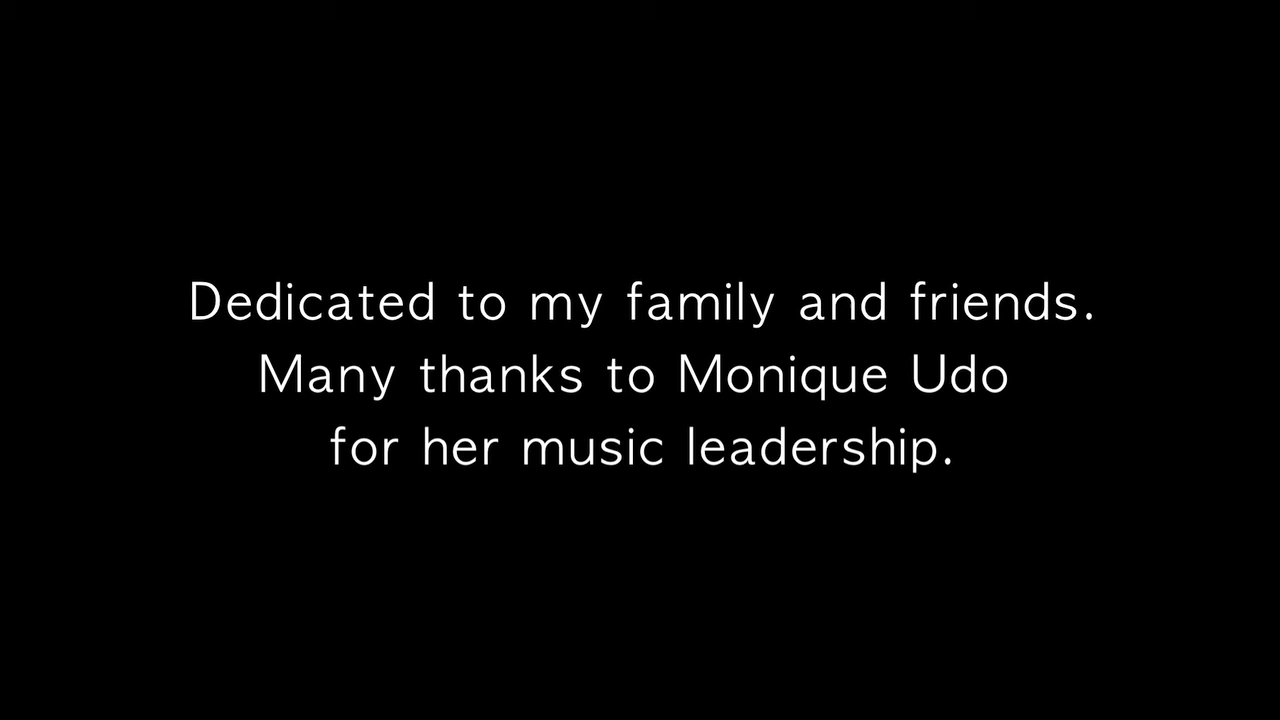 Dedicated to my family and friends.
Many thanks to Monique Udo
for her music leadership.